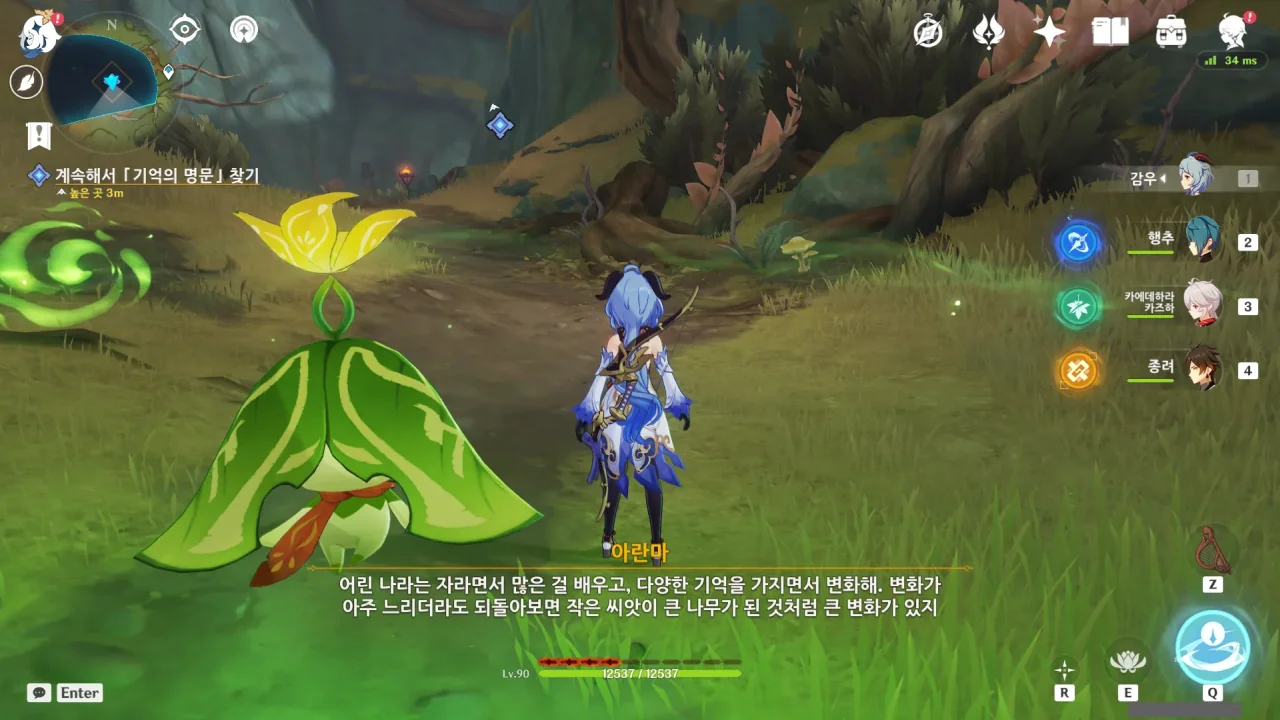 N
34 ms
계속해서 「기억의 명문」 찾기
높은 곳 3m
감우
1
행추
2
카에데하라
카즈하
3
종려
4
아란마
어린 나라는 자라면서 많은 걸 배우고, 다양한 기억을 가지면서 변화해. 변화가
아주 느리더라도 되돌아보면 작은 씨앗이 큰 나무가 된 것처럼 큰 변화가 있지
Z
Lv.90
12537 / 12537
Enter
R
E
Q